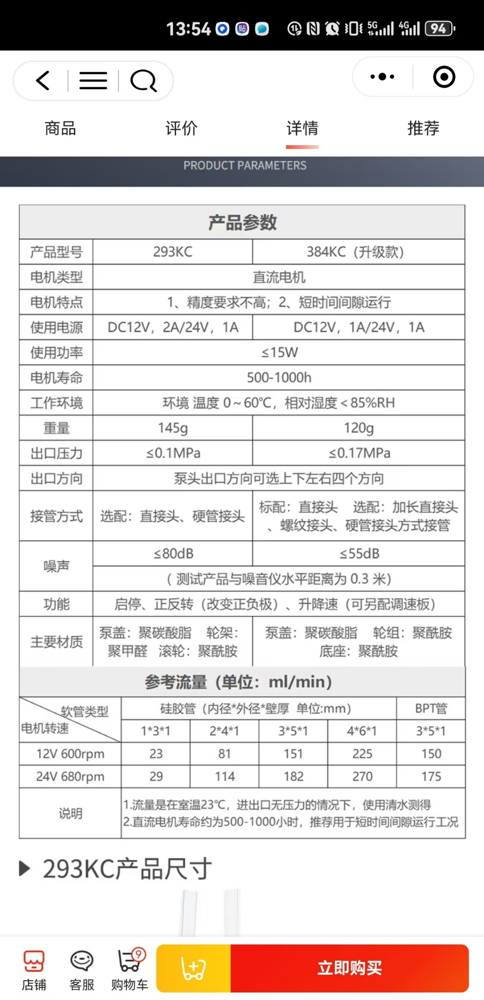 13:54
5G
4G
94
商品 评价 详情 推荐
PRODUCT PARAMETERS
产品参数
产品型号 293KC 384KC（升级款）
电机类型 直流电机
电机特点 1、精度要求不高；2、短时间间隙运行
使用电源 DC12V，2A/24V，1A DC12V，1A/24V，1A
使用功率 ≤15W
电机寿命 500-1000h
工作环境 环境 温度 0～60℃，相对湿度＜85%RH
重量 145g 120g
出口压力 ≤0.1MPa ≤0.17MPa
出口方向 泵头出口方向可选上下左右四个方向
接管方式 选配：直接头、硬管接头 标配：直接头 选配：加长直接头
、螺纹接头、硬管接头方式接管
噪声 ≤80dB ≤55dB
（ 测试产品与噪音仪水平距离为 0.3 米）
功能 启停、正反转（改变正负极）、升降速（可另配调速板）
主要材质 泵盖：聚碳酸脂 轮架：
聚甲醛 滚轮：聚酰胺
泵盖：聚碳酸脂 轮组：聚酰胺
底座：聚酰胺
参考流量（单位：ml/min）
软管类型
电机转速
硅胶管（内径*外径*壁厚 单位:mm） BPT管
1*3*1 2*4*1 3*5*1 4*6*1 3*5*1
12V 600rpm 23 81 151 225 150
24V 680rpm 29 114 182 270 175
说明
1.流量是在室温23℃，进出口无压力的情况下，使用清水测得
2.直流电机寿命约为500-1000小时，推荐用于短时间间隙运行工况
293KC产品尺寸
9
店铺 客服 购物车 立即购买